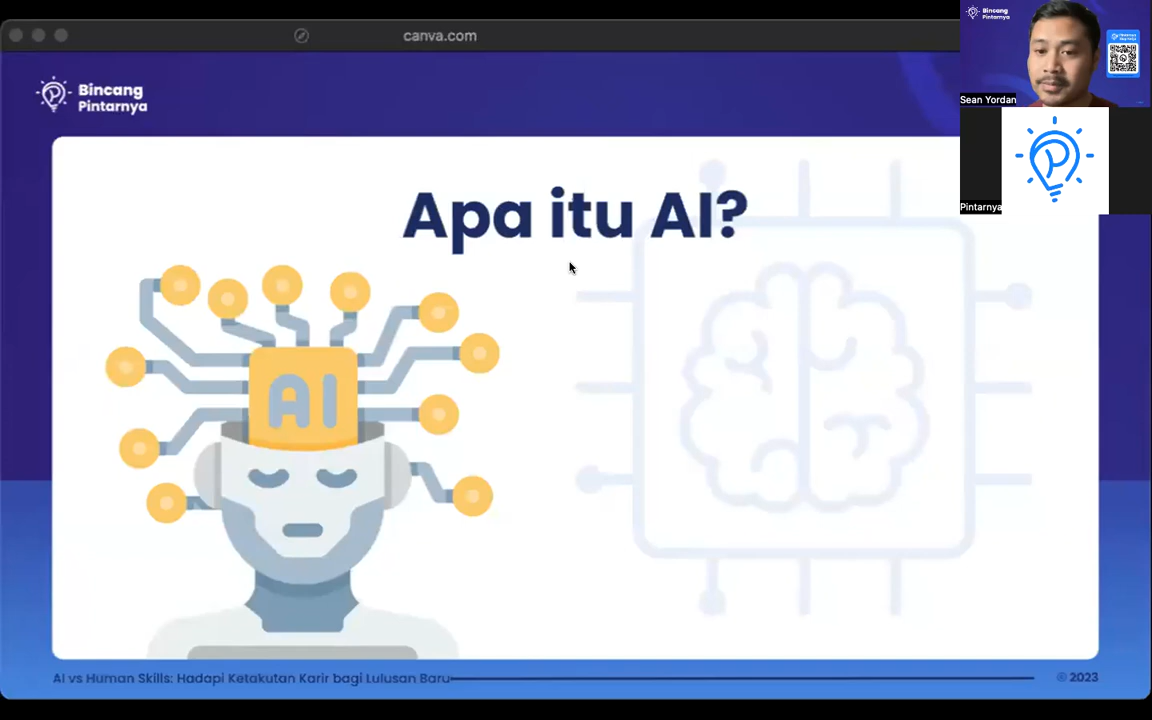 canva.com
Bincang
Pintarnya
Apa itu AI?
AI
AI vs Human Skills: Hadapi Ketakutan Karir bagi Lulusan Baru
© 2023
Bincang
Pintarnya
Sean Yordan
Pintarnya